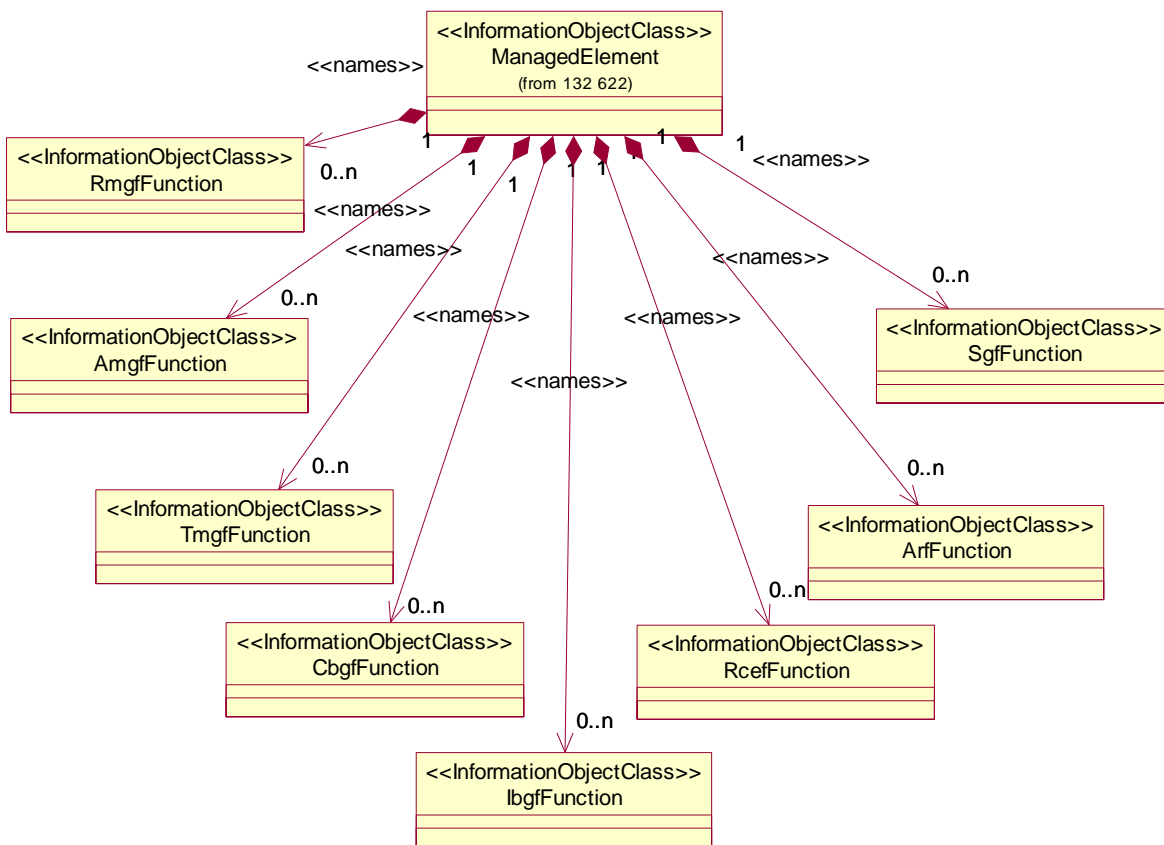 <<InformationObjectClass>>
ManagedElement
(from 132 622)
<<names>>
1
1
1
1
1
1
1
1
<<names>>
<<InformationObjectClass>>
RmgfFunction
0..n
<<names>>
<<names>>
<<names>>
0..n
0..n
<<names>>
<<names>>
<<InformationObjectClass>>
AmgfFunction
<<InformationObjectClass>>
SgfFunction
<<names>>
0..n
0..n
<<InformationObjectClass>>
TmgfFunction
<<InformationObjectClass>>
ArfFunction
0..n
0..n
<<InformationObjectClass>>
CbgfFunction
<<InformationObjectClass>>
RcefFunction
0..n
<<InformationObjectClass>>
IbgfFunction